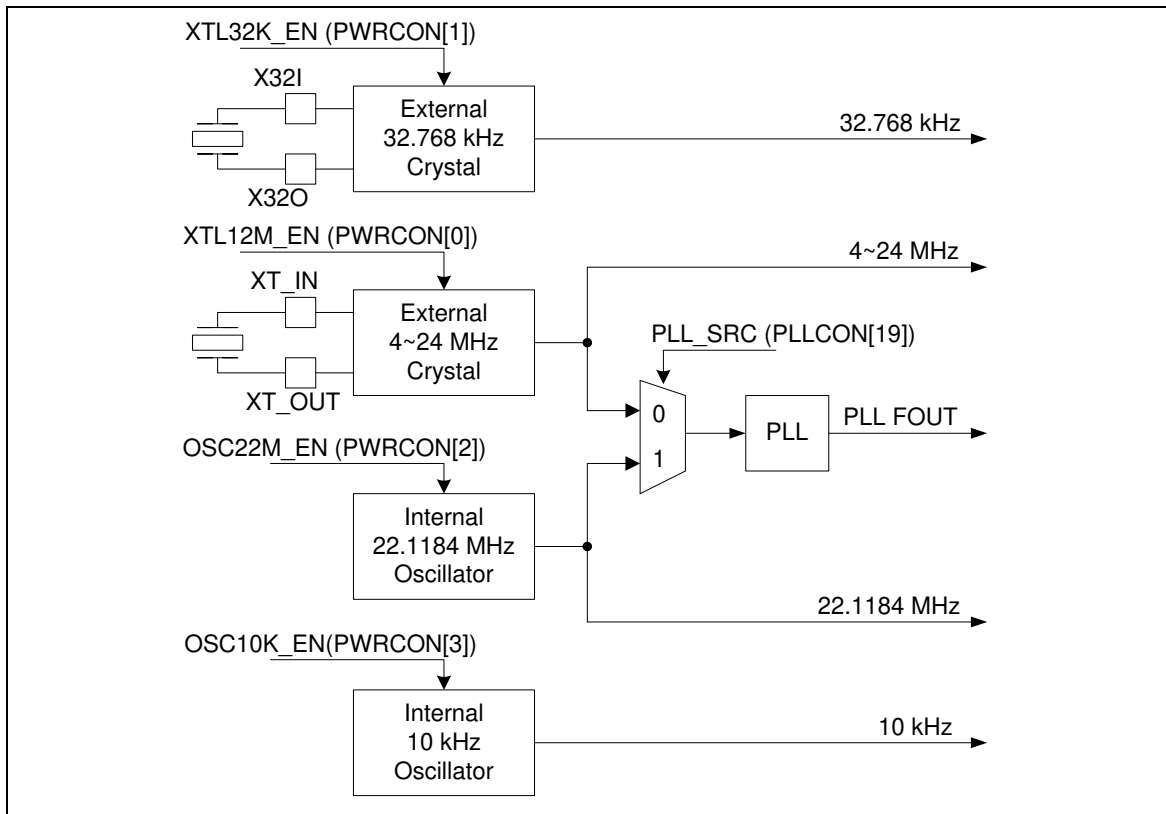 XTL32K_EN (PWRCON[1])
X32I
External
32.768 kHz
Crystal
32.768 kHz
X32O
XTL12M_EN (PWRCON[0])
4~24 MHz
XT_IN
External
4~24 MHz
Crystal
PLL_SRC (PLLCON[19])
XT_OUT
0
1
PLL
PLL FOUT
OSC22M_EN (PWRCON[2])
Internal
22.1184 MHz
Oscillator
22.1184 MHz
OSC10K_EN(PWRCON[3])
Internal
10 kHz
Oscillator
10 kHz